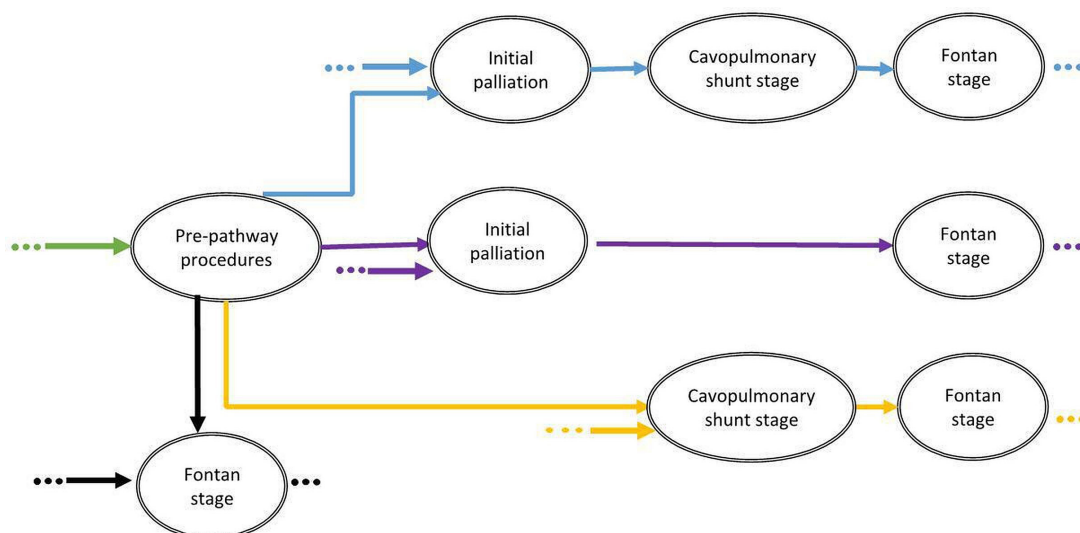 Initial
palliation
Cavopulmonary
shunt stage
Fontan
stage
Pre-pathway
procedures
Initial
palliation
Fontan
stage
Cavopulmonary
shunt stage
Fontan
stage
Fontan
stage